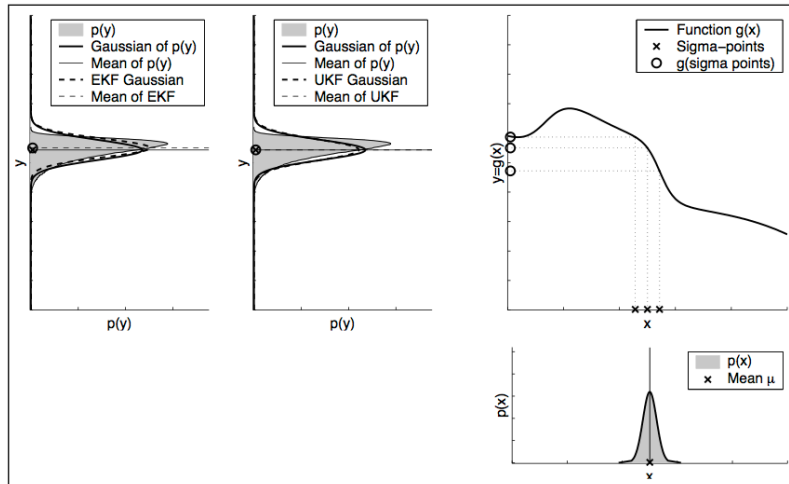 p(y)
Gaussian of p(y)
Mean of p(y)
EKF Gaussian
Mean of EKF
y
p(y)
p(y)
Gaussian of p(y)
Mean of p(y)
UKF Gaussian
Mean of UKF
y
p(y)
Function g(x)
Sigma-points
g(sigma points)
y=g(x)
x
p(x)
Mean μ
p(x)
x